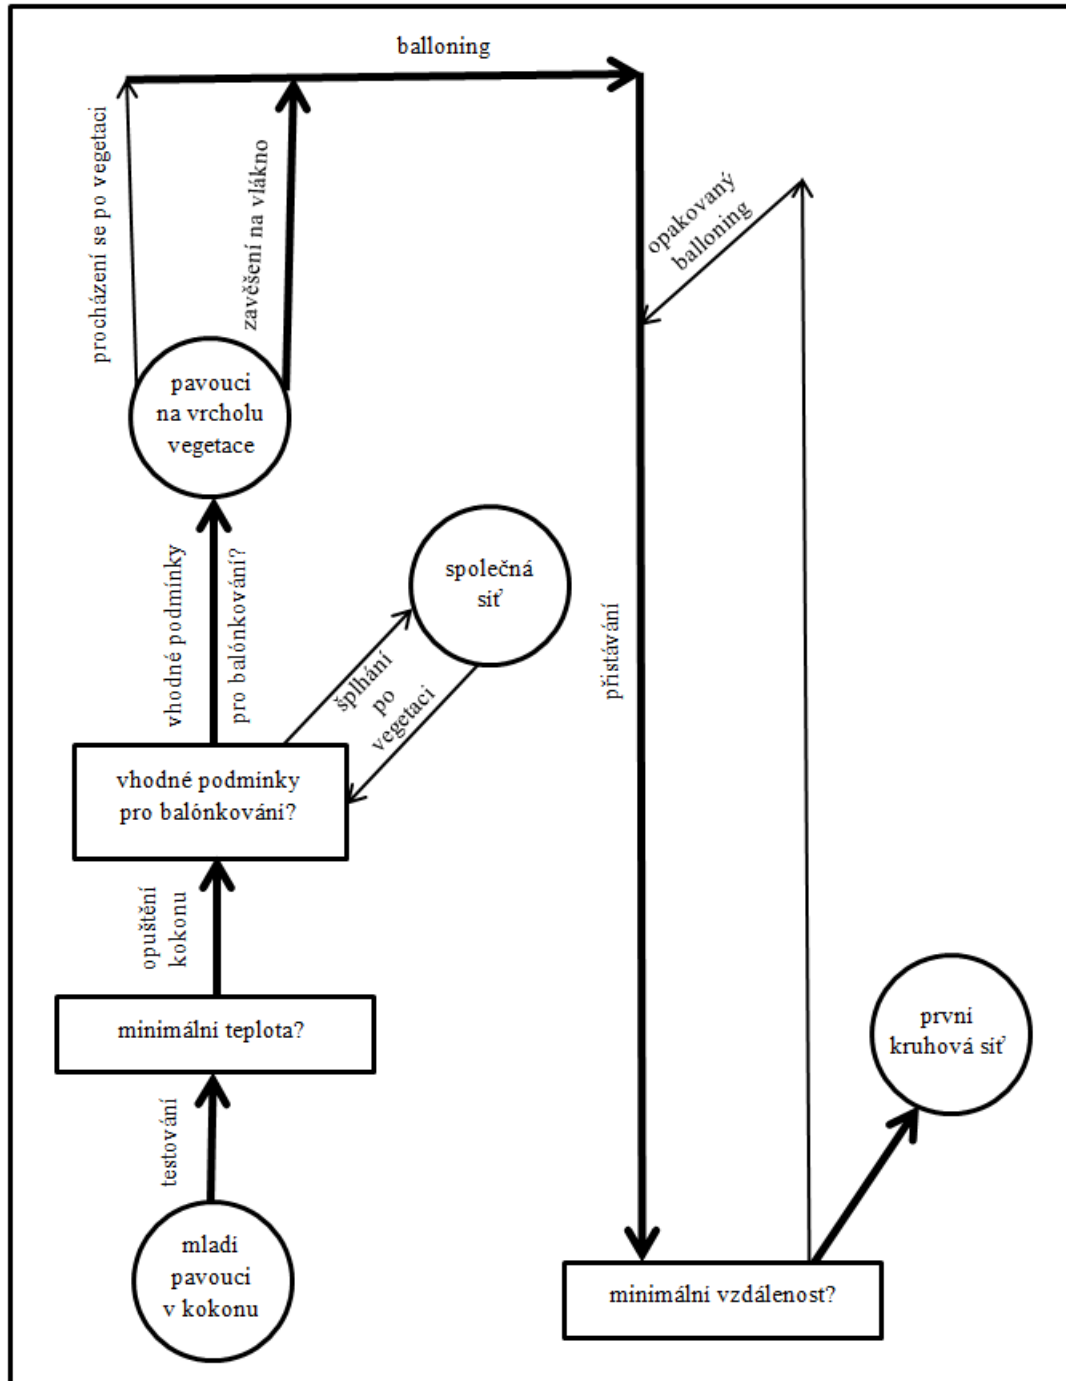 balloning
procházení se po vegetaci
zavěšení na vlákno
opakovaný
balloning
pavouci
na vrcholu
vegetace
vhodné podmínky
pro balónkování?
společná
síť
šplhání
po
vegetaci
přistávání
vhodné podmínky
pro balónkování?
opuštění
kokonu
minimální teplota?
první
kruhová síť
testování
mladí
pavouci
v kokonu
minimální vzdálenost?